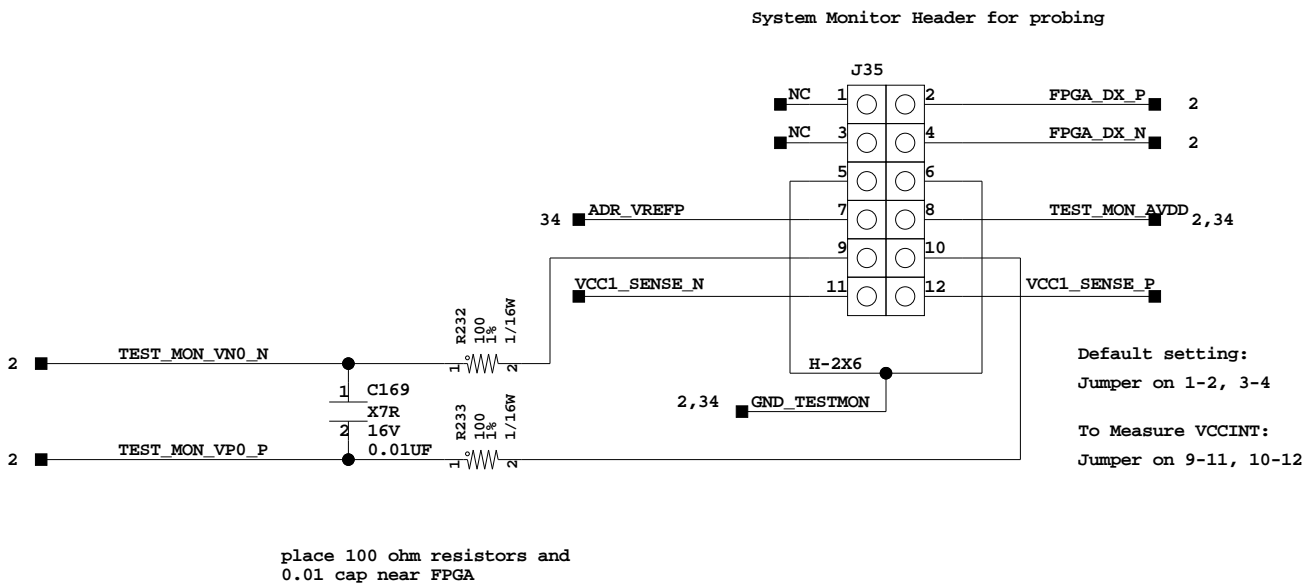 System Monitor Header for probing
J35
NC 1 2 FPGA_DX_P 2
NC 3 4 FPGA_DX_N 2
5 6
34 ADR_VREFP 7 8 TEST_MON_AVDD 2,34
9 10
VCC1_SENSE_N 11 12 VCC1_SENSE_P
R232
100
1%
1/16W
1 2
2 TEST_MON_VN0_N
H-2X6
2,34 GND_TESTMON
1 C169
X7R
2 16V
0.01UF
R233
100
1%
1/16W
1 2
2 TEST_MON_VP0_P
Default setting:
Jumper on 1-2, 3-4
To Measure VCCINT:
Jumper on 9-11, 10-12
place 100 ohm resistors and
0.01 cap near FPGA